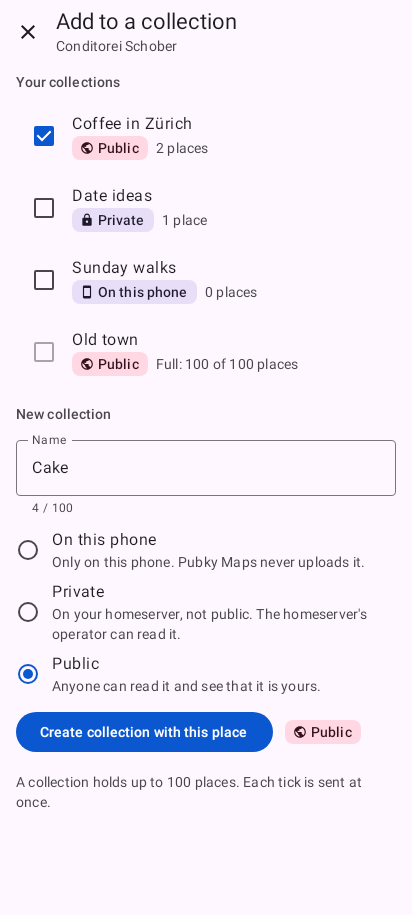 Add to a collection
Conditorei Schober
Your collections
Coffee in Zürich
Public 2 places
Date ideas
Private 1 place
Sunday walks
On this phone 0 places
Old town
Public Full: 100 of 100 places
New collection
Name
Cake
4 / 100
On this phone
Only on this phone. Pubky Maps never uploads it.
Private
On your homeserver, not public. The homeserver's
operator can read it.
Public
Anyone can read it and see that it is yours.
Create collection with this place Public
A collection holds up to 100 places. Each tick is sent at
once.